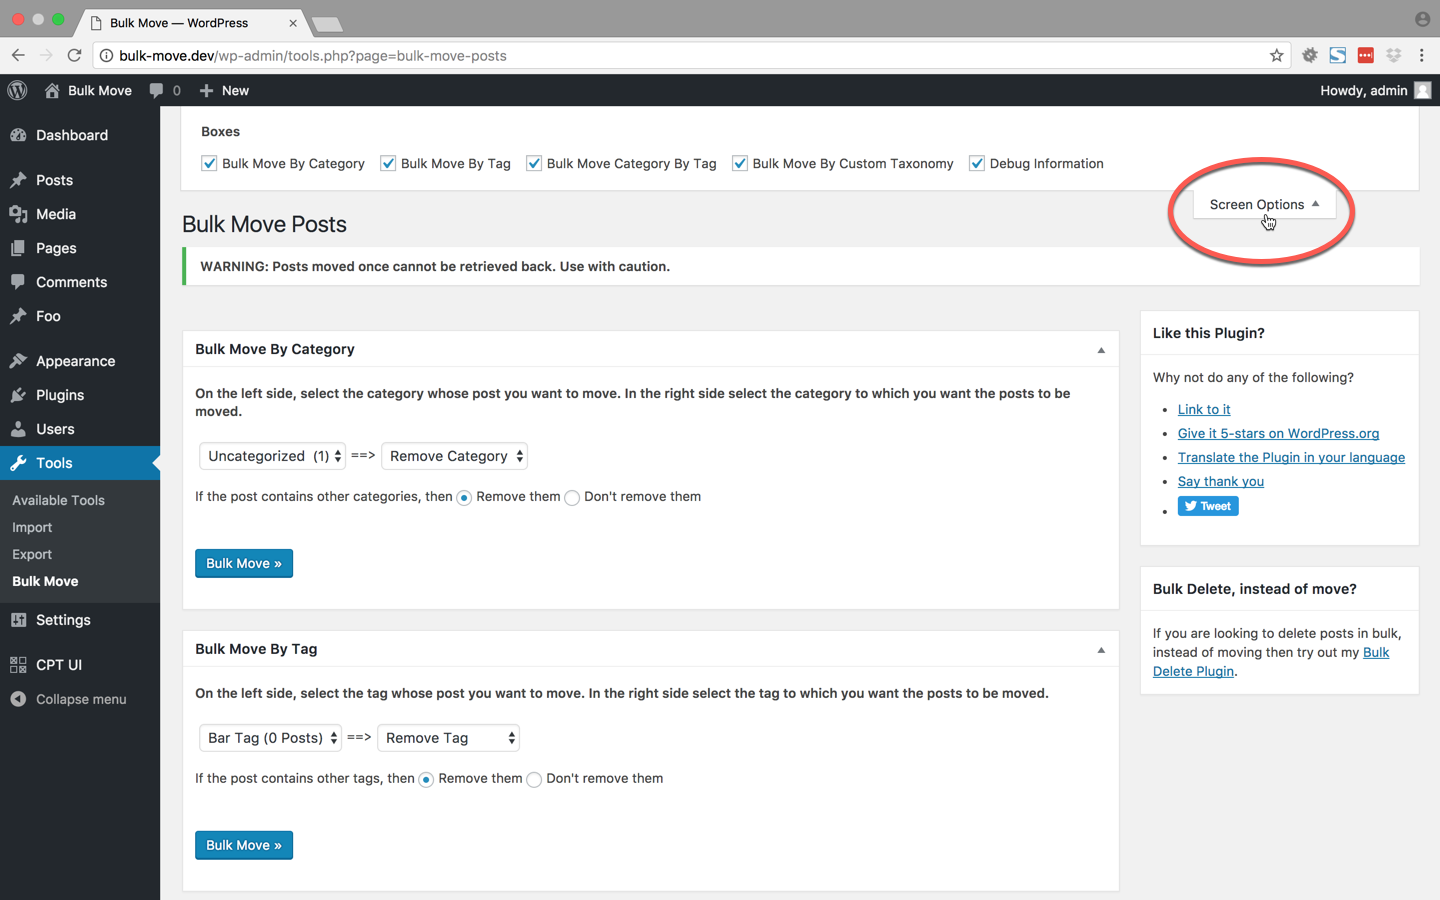 Bulk Move — WordPress
bulk-move.dev/wp-admin/tools.php?page=bulk-move-posts
Bulk Move 0 New Howdy, admin
Dashboard
Posts
Media
Pages
Comments
Foo
Appearance
Plugins
Users
Tools
Available Tools
Import
Export
Bulk Move
Settings
CPT UI
Collapse menu
Boxes
Bulk Move By Category Bulk Move By Tag Bulk Move Category By Tag Bulk Move By Custom Taxonomy Debug Information
Screen Options
Bulk Move Posts
WARNING: Posts moved once cannot be retrieved back. Use with caution.
Bulk Move By Category
On the left side, select the category whose post you want to move. In the right side select the category to which you want the posts to be
moved.
Uncategorized (1) ==> Remove Category
If the post contains other categories, then Remove them Don't remove them
Bulk Move »
Bulk Move By Tag
On the left side, select the tag whose post you want to move. In the right side select the tag to which you want the posts to be moved.
Bar Tag (0 Posts) ==> Remove Tag
If the post contains other tags, then Remove them Don't remove them
Bulk Move »
Like this Plugin?
Why not do any of the following?
Link to it
Give it 5-stars on WordPress.org
Translate the Plugin in your language
Say thank you
Tweet
Bulk Delete, instead of move?
If you are looking to delete posts in bulk,
instead of moving then try out my Bulk
Delete Plugin.